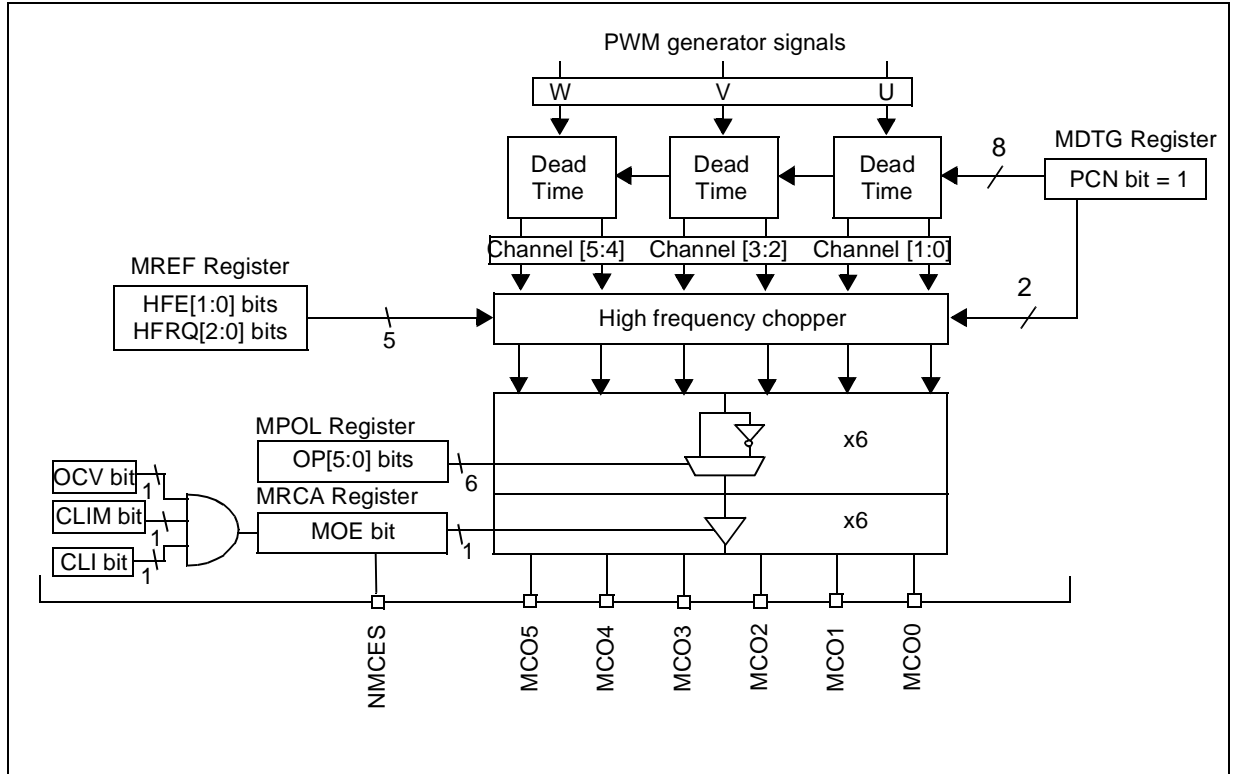 PWM generator signals
W V U
MDTG Register
8
PCN bit = 1
Dead Time
Dead Time
Dead Time
Channel [5:4] Channel [3:2] Channel [1:0]
MREF Register
HFE[1:0] bits
HFRQ[2:0] bits
5
High frequency chopper
2
MPOL Register
OP[5:0] bits
6
x6
OCV bit
1
CLIM bit
1
CLI bit
1
MRCA Register
MOE bit
1
x6
NMCES
MCO5
MCO4
MCO3
MCO2
MCO1
MCO0